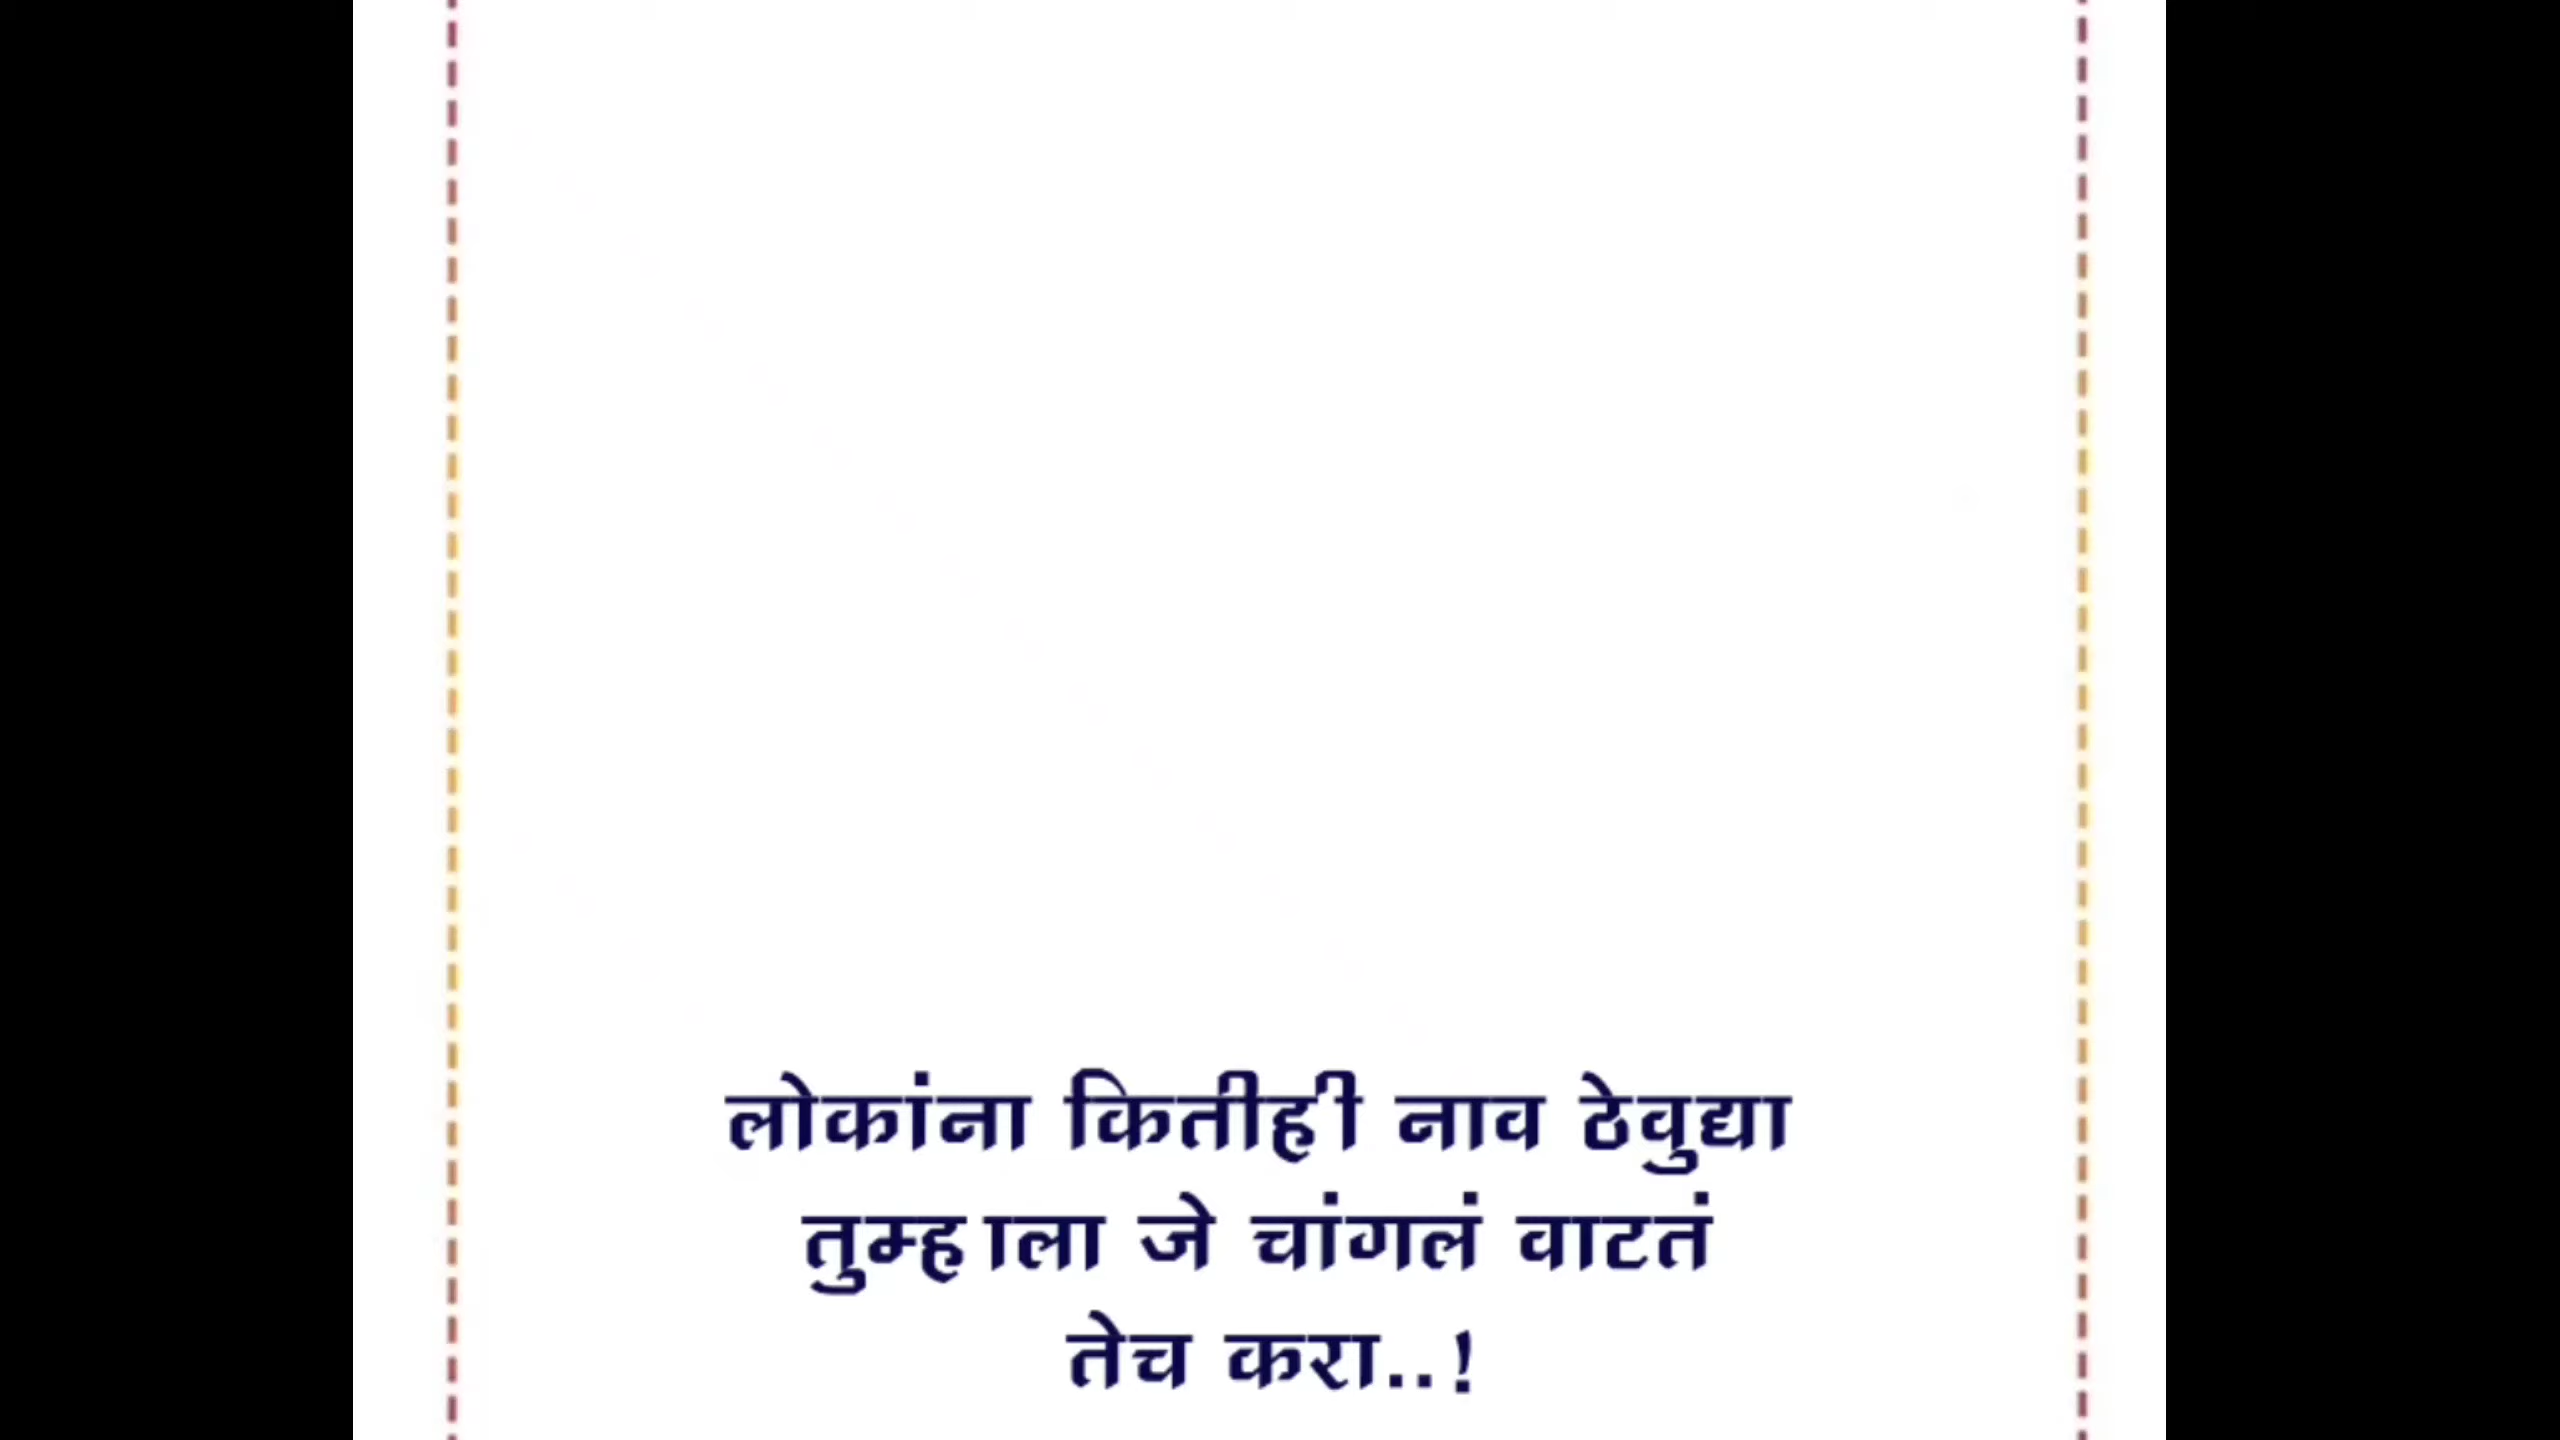 लोकांना कितीही नाव ठेवुद्या
तुम्हाला जे चांगलं वाटतं
तेच करा..!